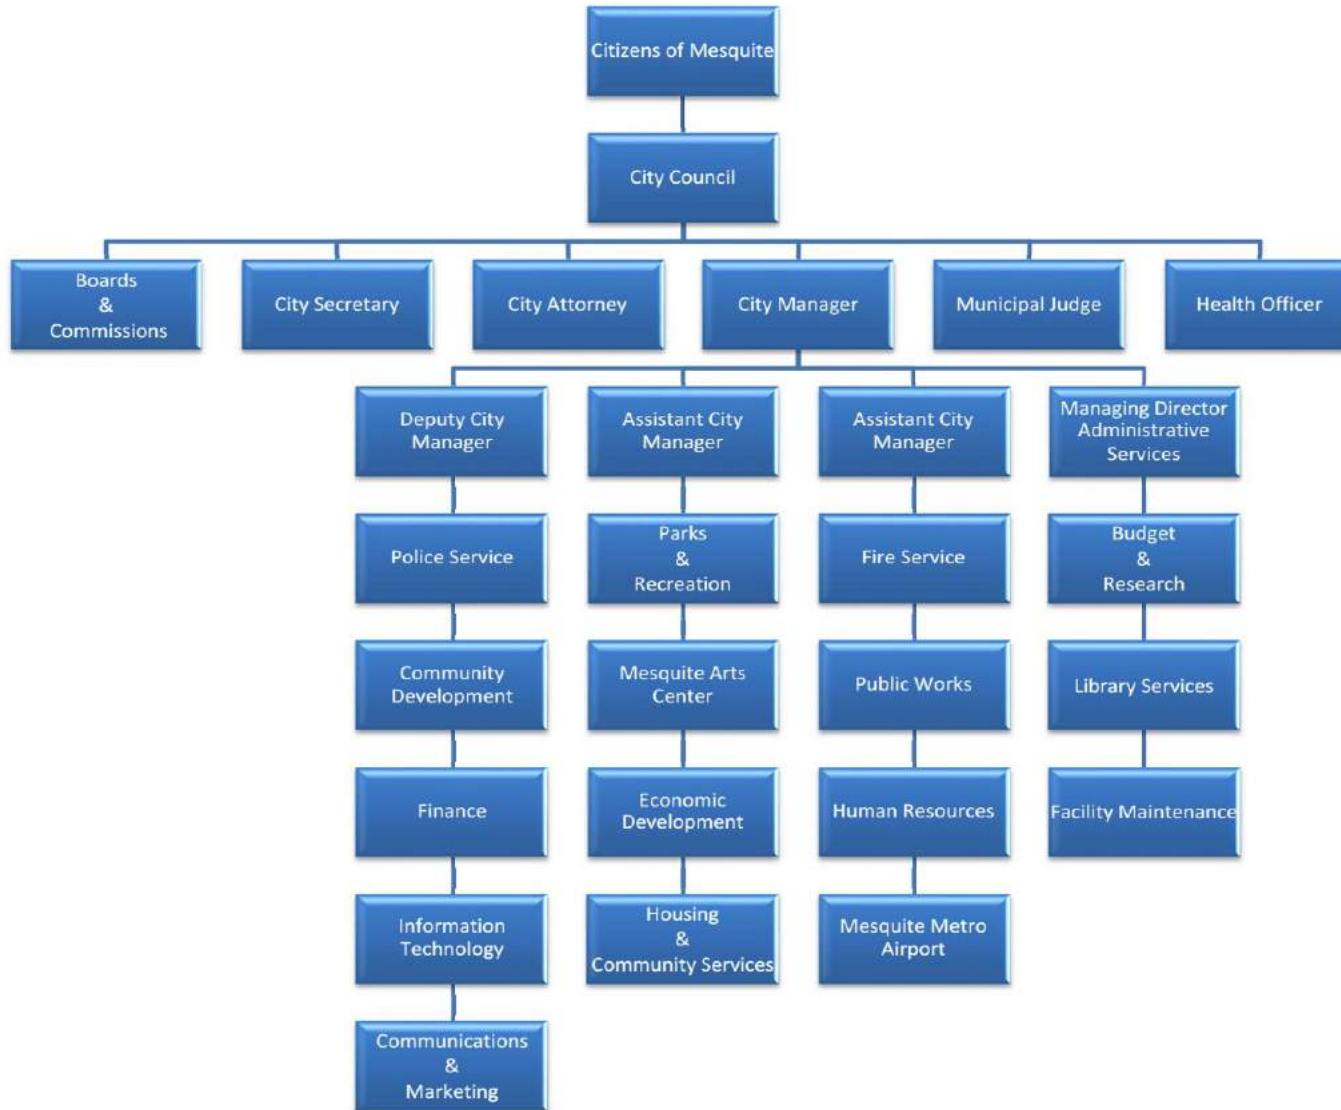 Citizens of Mesquite
City Council
Boards
&
Commissions
City Secretary
City Attorney
City Manager
Municipal Judge
Health Officer
Deputy City
Manager
Assistant City
Manager
Assistant City
Manager
Managing Director
Administrative
Services
Police Service
Parks
&
Recreation
Fire Service
Budget
&
Research
Community
Development
Mesquite Arts
Center
Public Works
Library Services
Finance
Economic
Development
Human Resources
Facility Maintenance
Information
Technology
Housing
&
Community Services
Mesquite Metro
Airport
Communications
&
Marketing